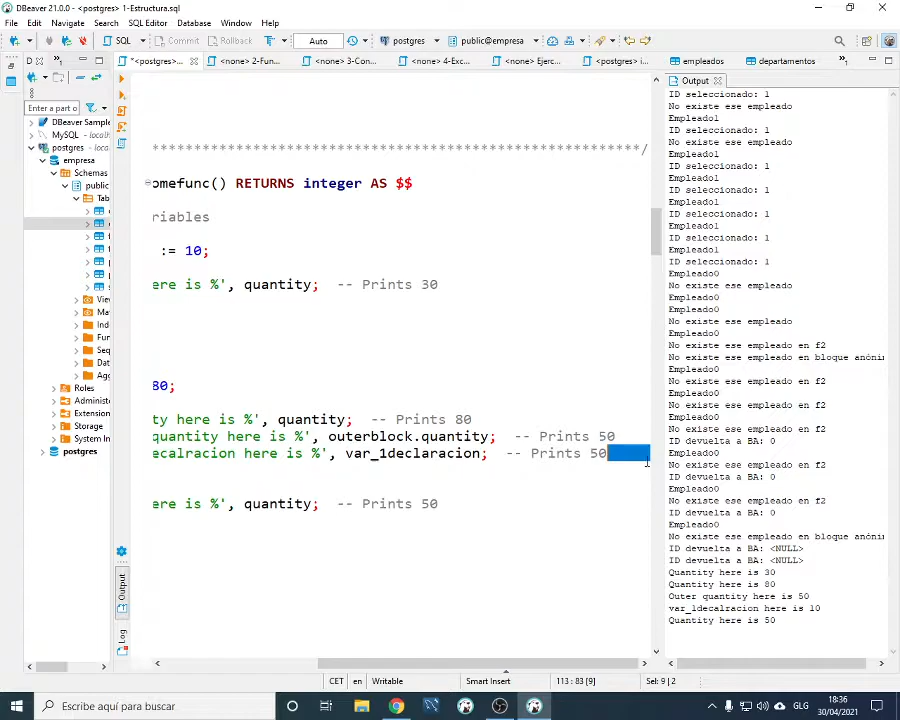 DBeaver 21.0.0 - <postgres> 1-Estructura.sql
File Edit Navigate Search SQL Editor Database Window Help
SQL Commit Rollback T Auto postgres public@empresa
D *<postgres>... <none> 2-Fun... <none> 3-Con... <none> 4-Exc... <none> Ejerc... <postgres> i... empleados departamentos Output
Enter a part o
DBeaver Sample
MySQL - localh
postgres - local
empresa
Schemas
public
Tab
View
Mat
Ind
Fun
Seq
Dat
Agg
Roles
Administe
Extension
Storage
System In
postgres
************************************************************/
omefunc() RETURNS integer AS $$
riables
:= 10;
ere is %', quantity; -- Prints 30
80;
ty here is %', quantity; -- Prints 80
quantity here is %', outerblock.quantity; -- Prints 50
ecalracion here is %', var_1declaracion; -- Prints 50
ere is %', quantity; -- Prints 50
Output
Log
ID seleccionado: 1
No existe ese empleado
Empleado1
ID seleccionado: 1
No existe ese empleado
Empleado1
ID seleccionado: 1
Empleado1
ID seleccionado: 1
Empleado1
ID seleccionado: 1
Empleado1
ID seleccionado: 1
Empleado1
ID seleccionado: 1
Empleado0
No existe ese empleado
Empleado0
Empleado0
No existe ese empleado
Empleado0
No existe ese empleado en f2
No existe ese empleado en bloque anóni
Empleado0
No existe ese empleado en f2
Empleado0
No existe ese empleado en f2
Empleado0
No existe ese empleado en f2
ID devuelta a BA: 0
Empleado0
No existe ese empleado en f2
ID devuelta a BA: 0
Empleado0
No existe ese empleado en f2
ID devuelta a BA: 0
Empleado0
No existe ese empleado en bloque anónir
ID devuelta a BA: <NULL>
ID devuelta a BA: <NULL>
Quantity here is 30
Quantity here is 80
Outer quantity here is 50
var_1decalracion here is 10
Quantity here is 50
CET en Writable Smart Insert 113 : 83 [9] Sel: 9 | 2
Escribe aquí para buscar
GLG 18:36
30/04/2021